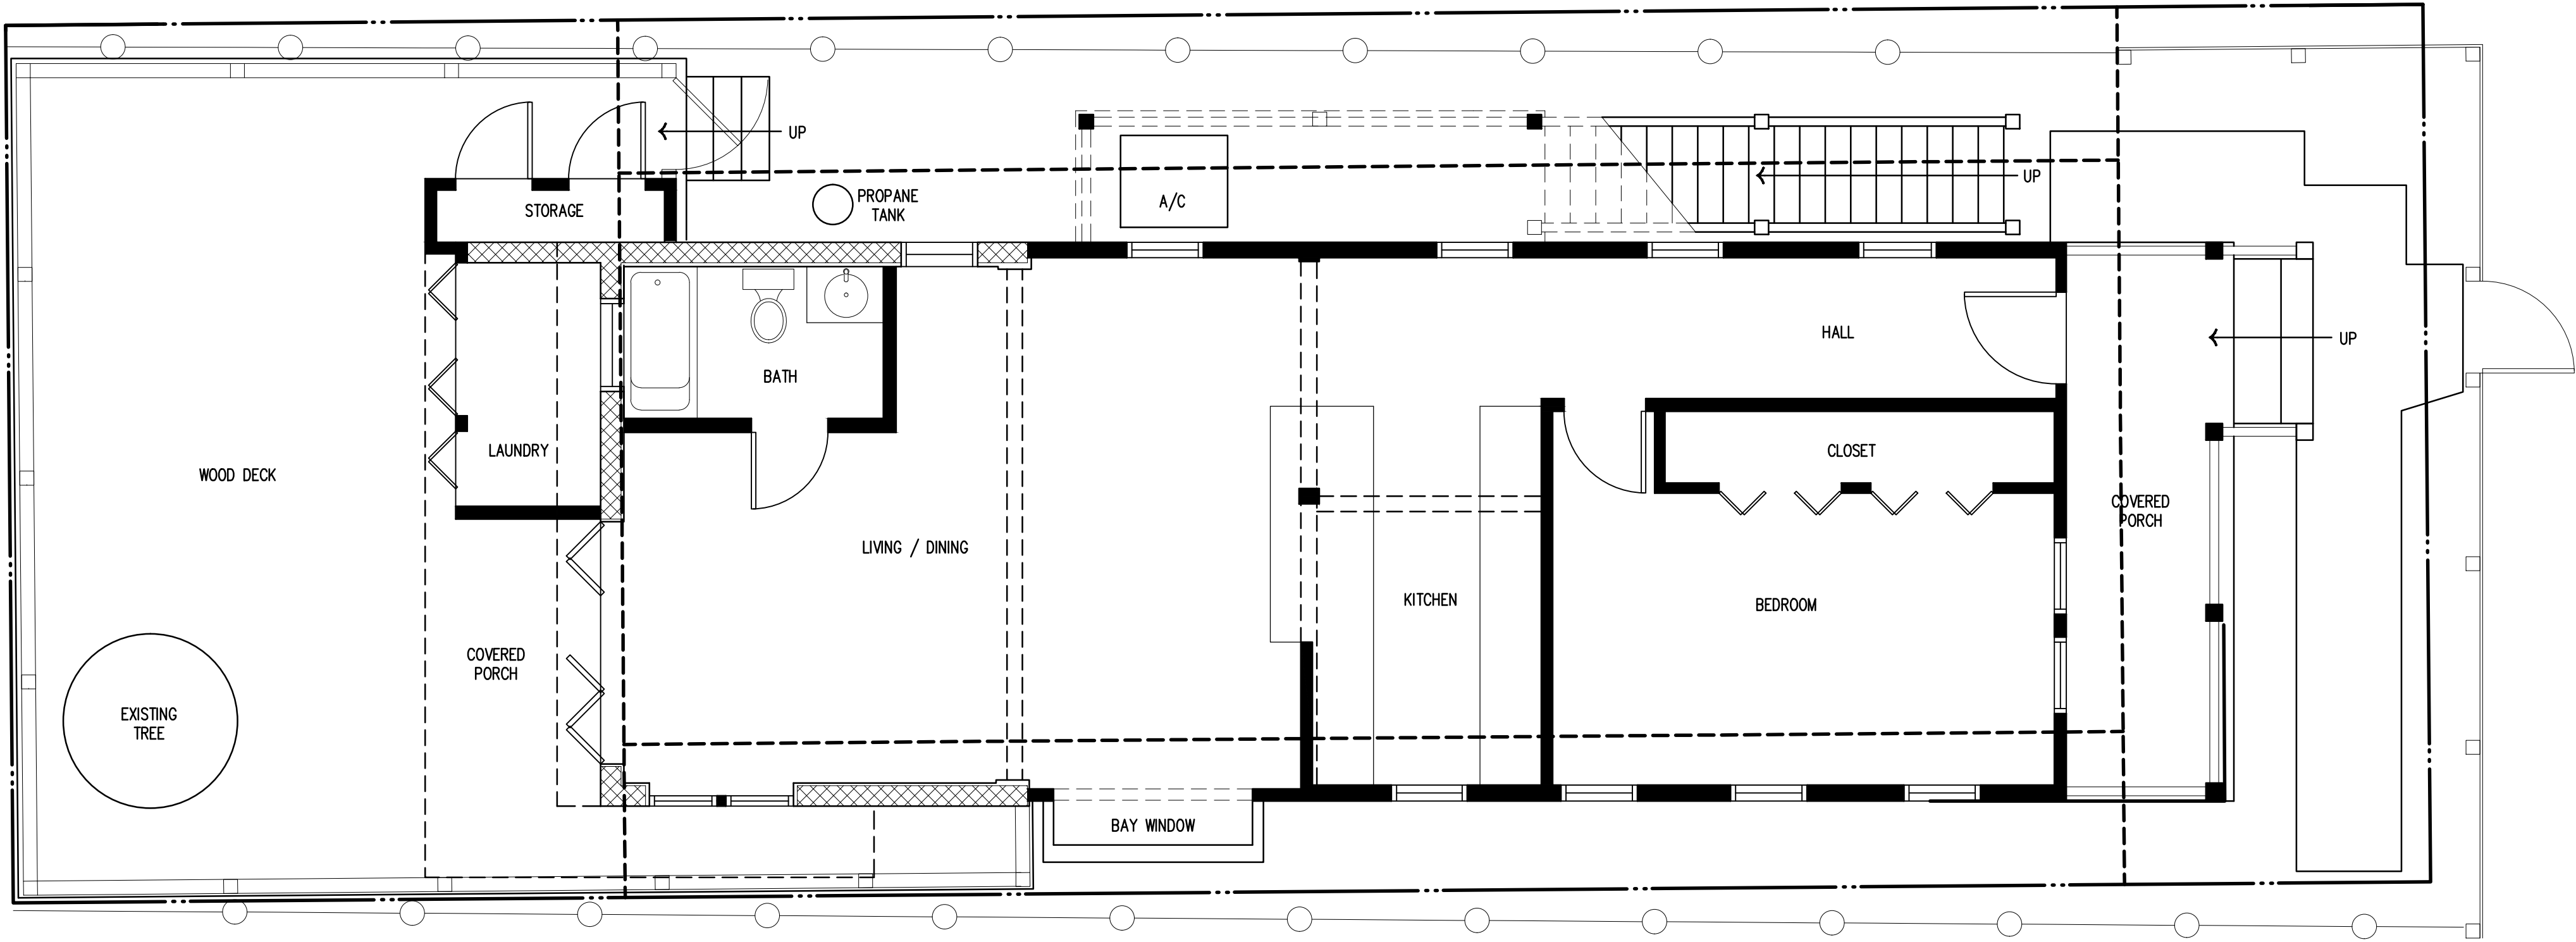 UP
UP
STORAGE
PROPANE
TANK
A/C
HALL
UP
BATH
LAUNDRY
CLOSET
WOOD DECK
COVERED
PORCH
LIVING / DINING
KITCHEN
BEDROOM
COVERED
PORCH
EXISTING
TREE
BAY WINDOW